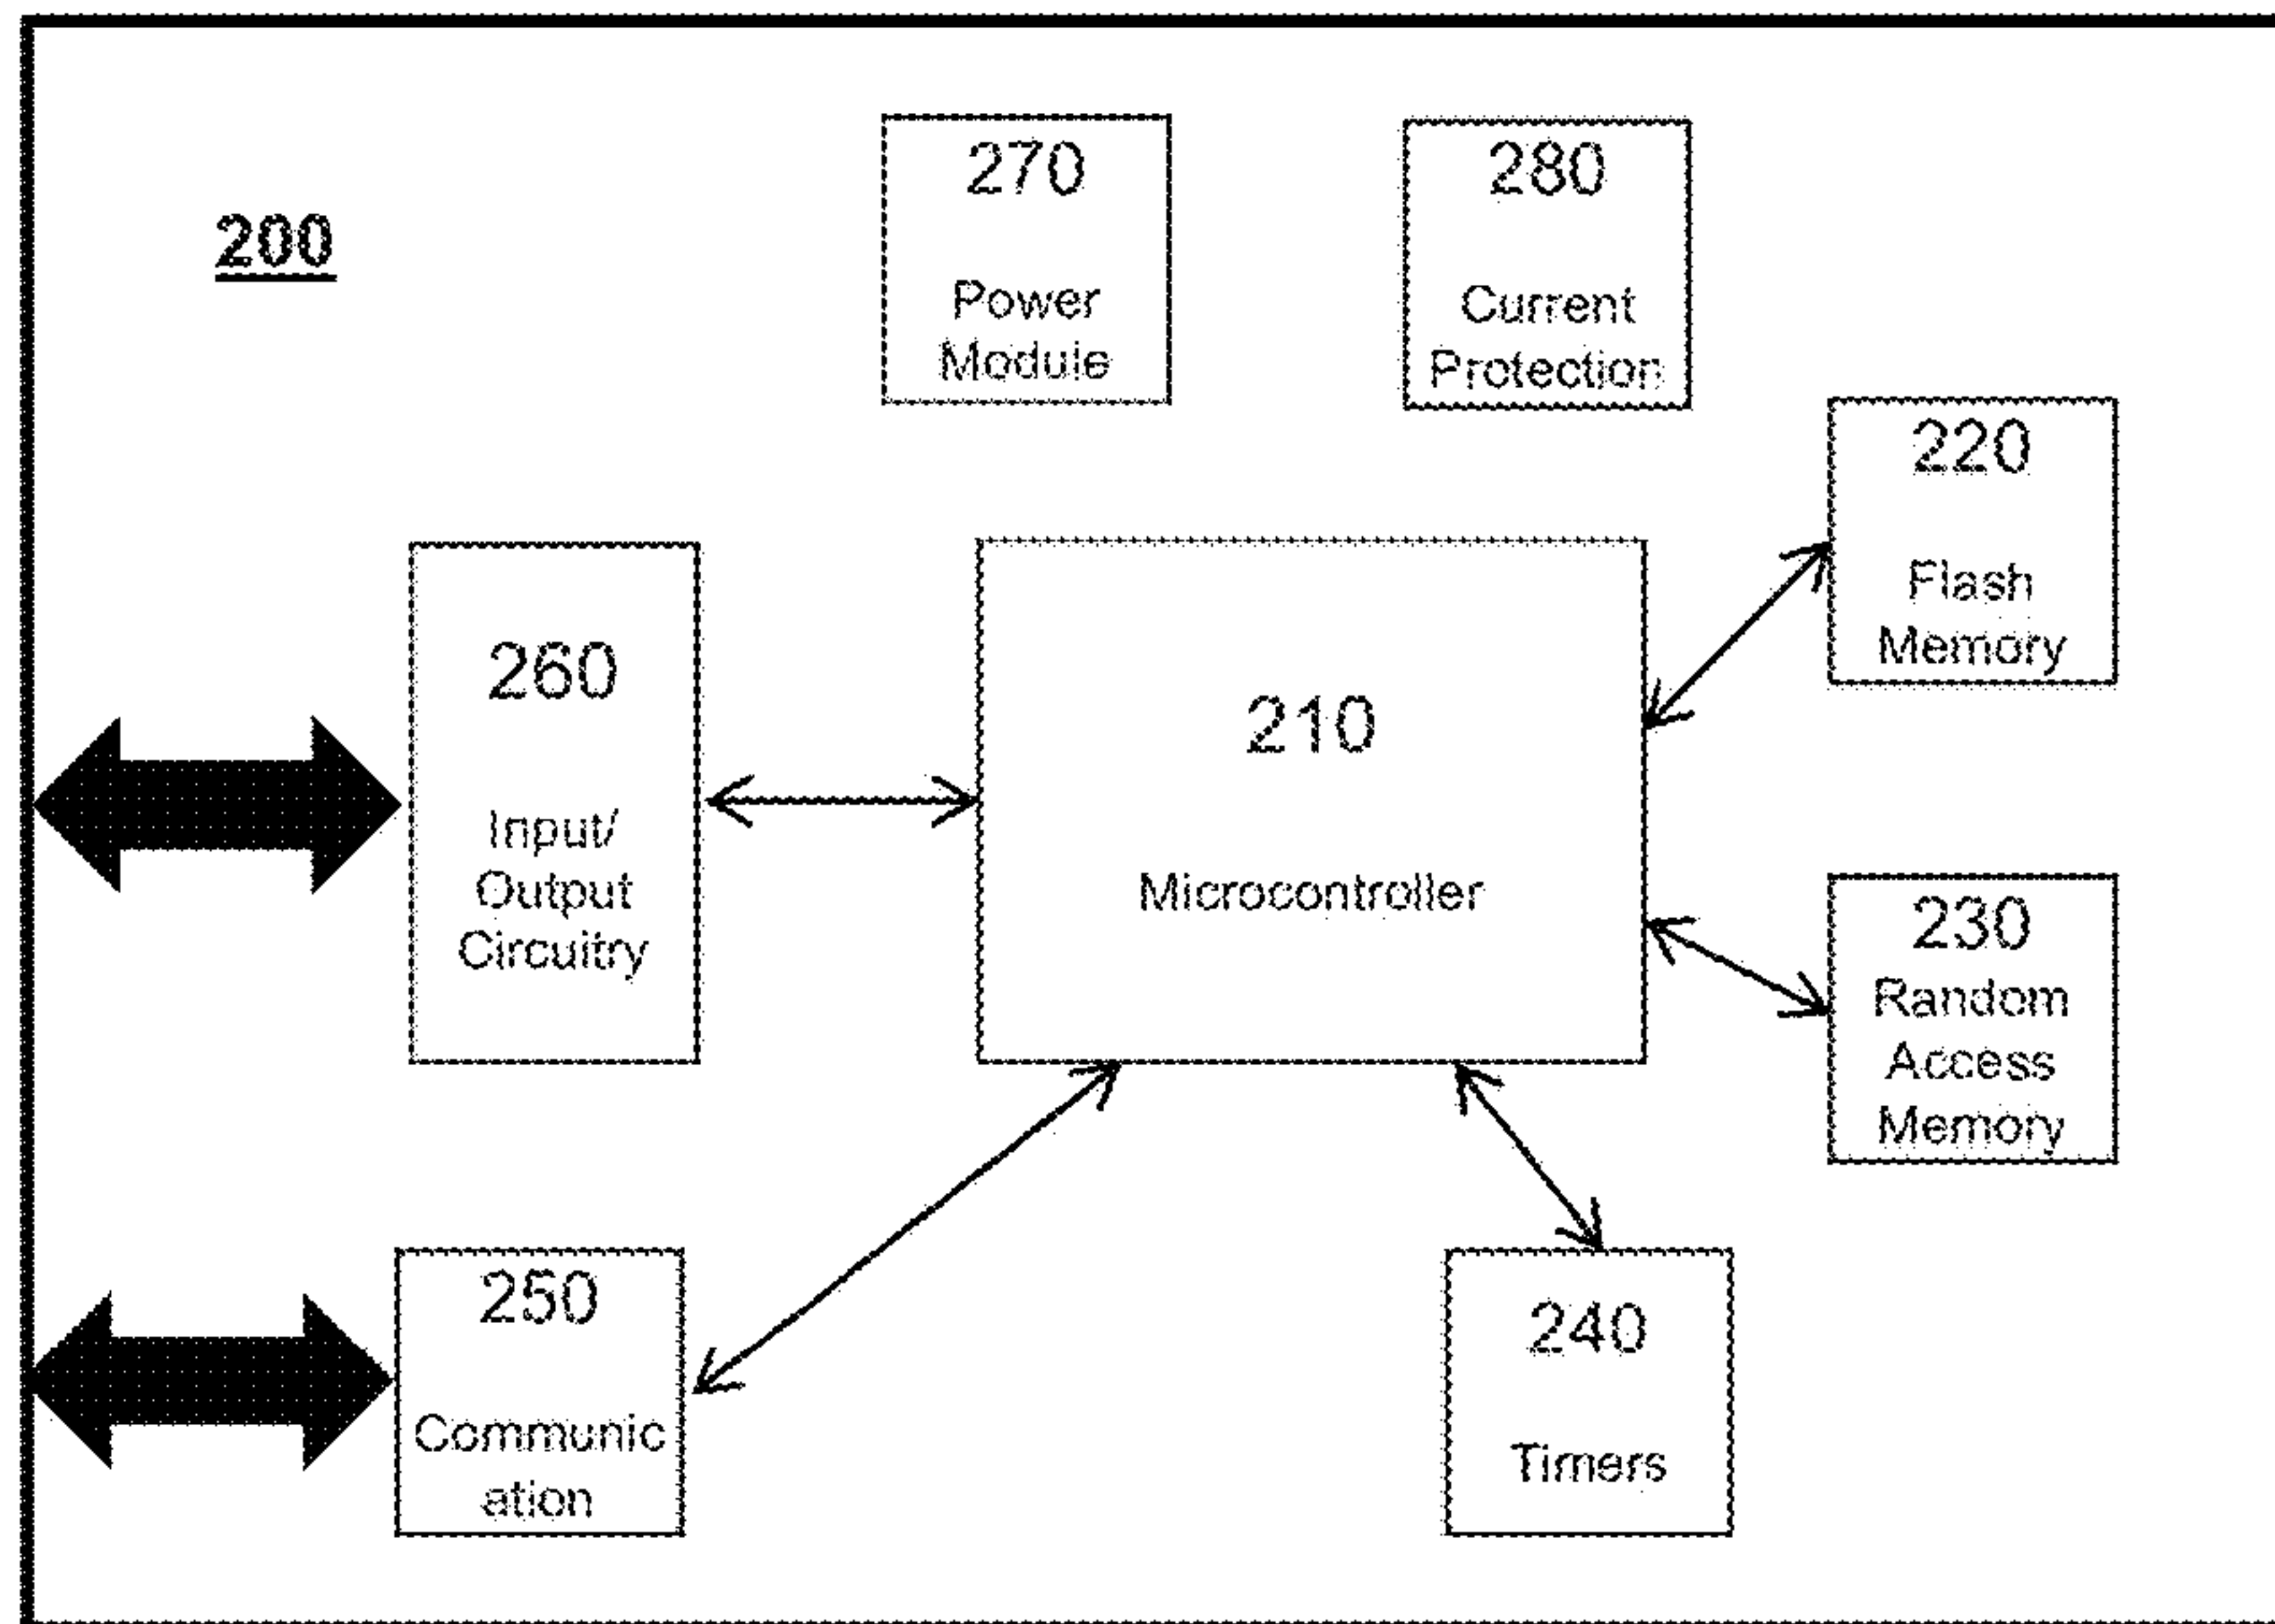 200
270
Power
Module
280
Current
Protection
220
Flash
Memory
260
Input/
Output
Circuitry
210
Microcontroller
230
Random
Access
Memory
250
Communic
ation
240
Timers